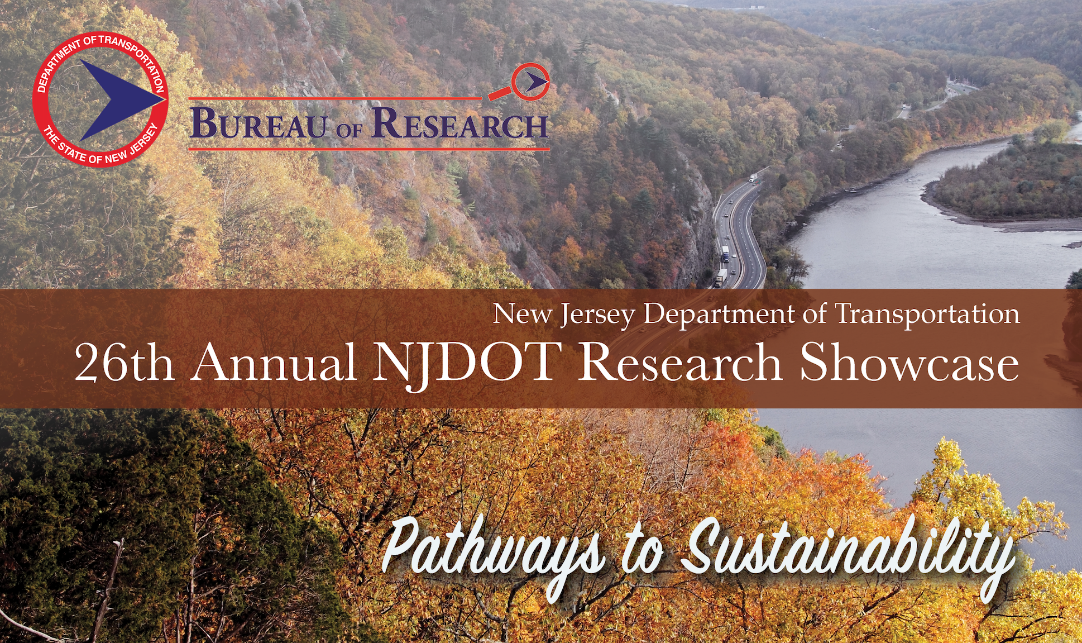 DEPARTMENT OF TRANSPORTATION
THE STATE OF NEW JERSEY
BUREAU OF RESEARCH
New Jersey Department of Transportation
26th Annual NJDOT Research Showcase
Pathways to Sustainability